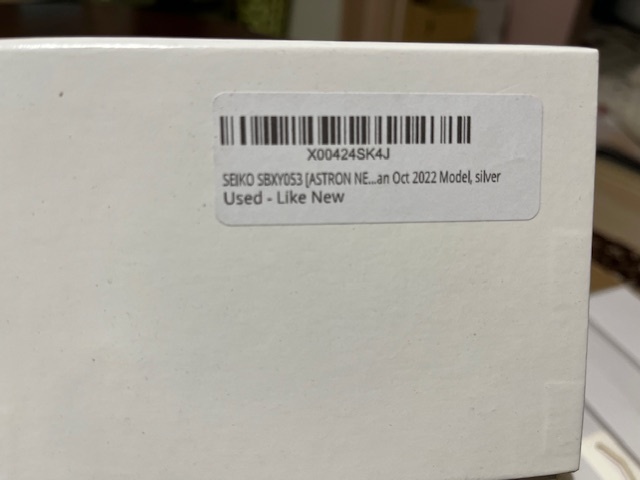 X00424SK4J
SEIKO SBXY053 [ASTRON NE...an Oct 2022 Model, silver
Used - Like New